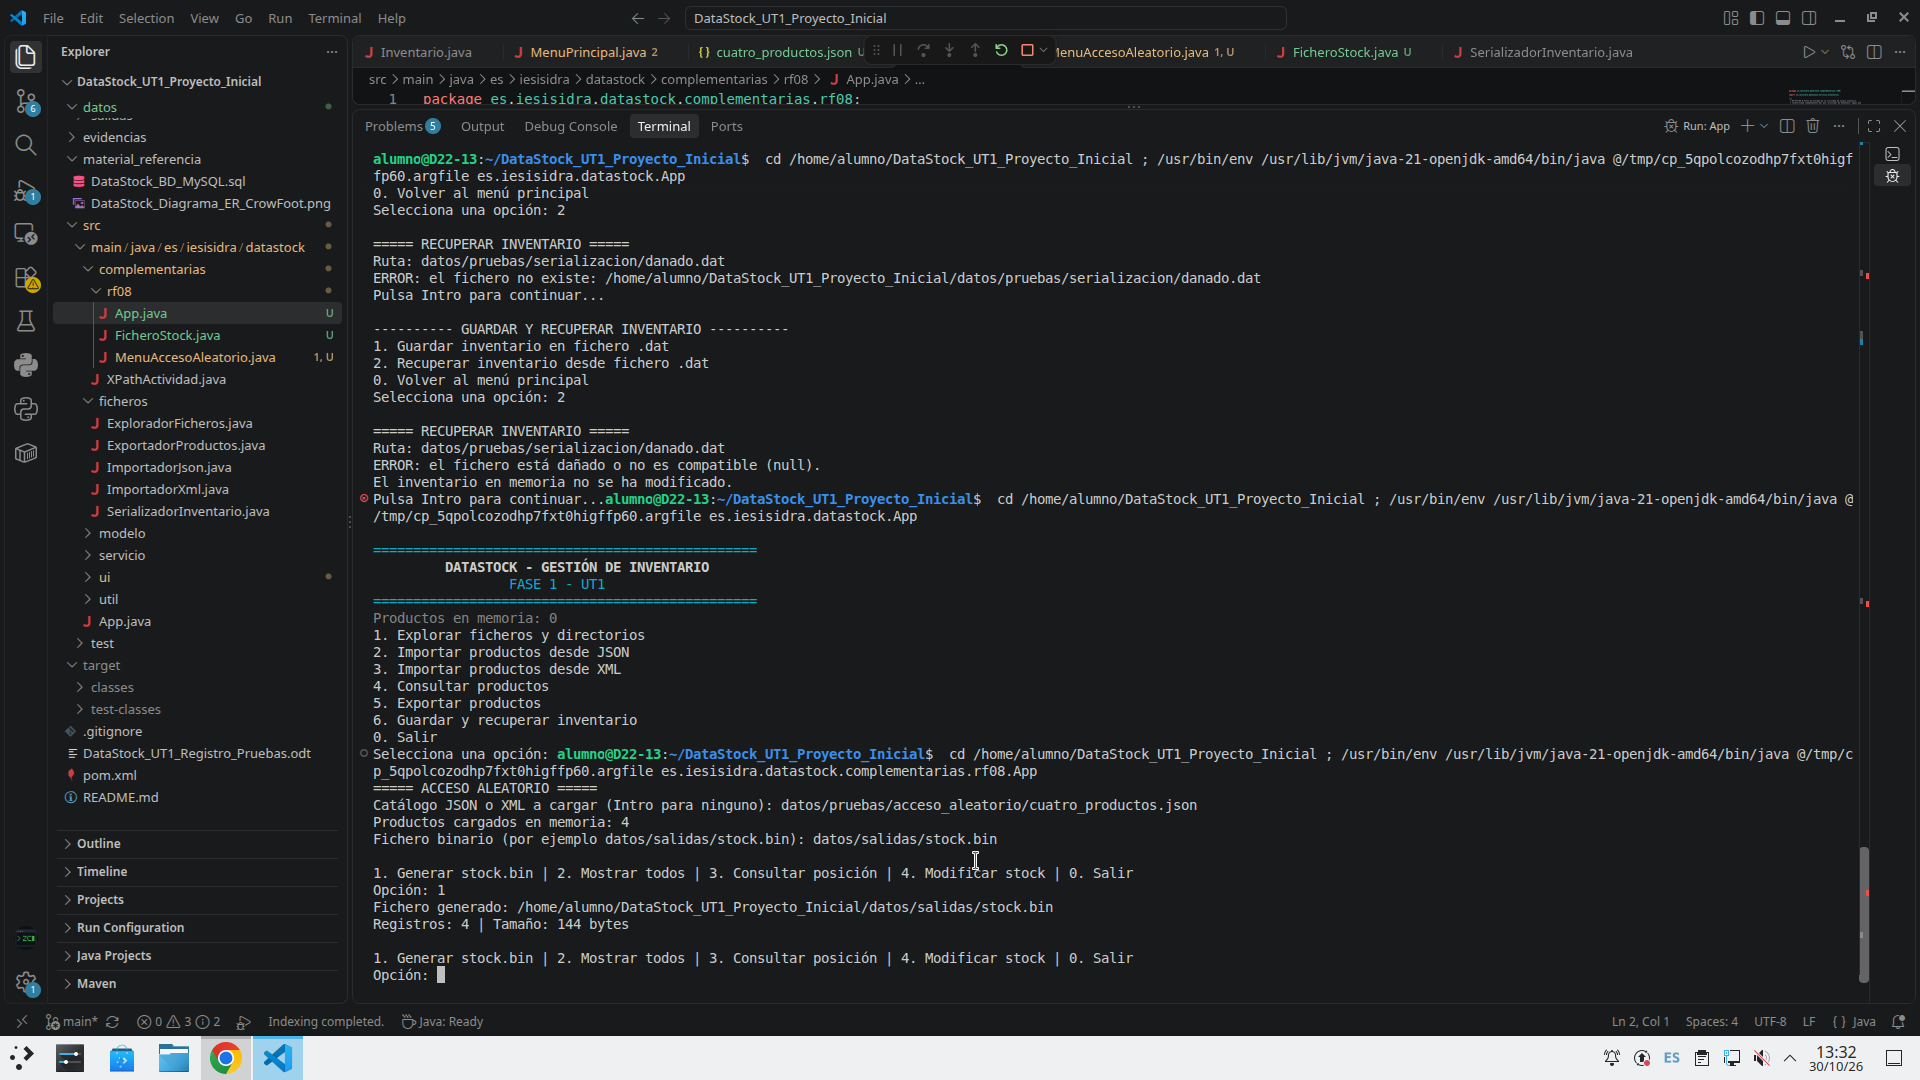 File Edit Selection View Go Run Terminal Help
DataStock_UT1_Proyecto_Inicial
Explorer
DataStock_UT1_Proyecto_Inicial
datos
evidencias
material_referencia
DataStock_BD_MySQL.sql
DataStock_Diagrama_ER_CrowFoot.png
src
main / java / es / iesisidra / datastock
complementarias
rf08
App.java U
FicheroStock.java U
MenuAccesoAleatorio.java 1, U
XPathActividad.java
ficheros
ExploradorFicheros.java
ExportadorProductos.java
ImportadorJson.java
ImportadorXml.java
SerializadorInventario.java
modelo
servicio
ui
util
App.java
test
target
classes
test-classes
.gitignore
DataStock_UT1_Registro_Pruebas.odt
pom.xml
README.md
Outline
Timeline
Projects
Run Configuration
Java Projects
Maven
Inventario.java
MenuPrincipal.java 2
cuatro_productos.json U
MenuAccesoAleatorio.java 1, U
FicheroStock.java U
SerializadorInventario.java
src > main > java > es > iesisidra > datastock > complementarias > rf08 > App.java > ...
1 package es.iesisidra.datastock.complementarias.rf08;
Problems 5 Output Debug Console Terminal Ports
Run: App
alumno@D22-13:~/DataStock_UT1_Proyecto_Inicial$ cd /home/alumno/DataStock_UT1_Proyecto_Inicial ; /usr/bin/env /usr/lib/jvm/java-21-openjdk-amd64/bin/java @/tmp/cp_5qpolcozodhp7fxt0higf
fp60.argfile es.iesisidra.datastock.App
0. Volver al menú principal
Selecciona una opción: 2
===== RECUPERAR INVENTARIO =====
Ruta: datos/pruebas/serializacion/danado.dat
ERROR: el fichero no existe: /home/alumno/DataStock_UT1_Proyecto_Inicial/datos/pruebas/serializacion/danado.dat
Pulsa Intro para continuar...
---------- GUARDAR Y RECUPERAR INVENTARIO ----------
1. Guardar inventario en fichero .dat
2. Recuperar inventario desde fichero .dat
0. Volver al menú principal
Selecciona una opción: 2
===== RECUPERAR INVENTARIO =====
Ruta: datos/pruebas/serializacion/danado.dat
ERROR: el fichero está dañado o no es compatible (null).
El inventario en memoria no se ha modificado.
Pulsa Intro para continuar...alumno@D22-13:~/DataStock_UT1_Proyecto_Inicial$ cd /home/alumno/DataStock_UT1_Proyecto_Inicial ; /usr/bin/env /usr/lib/jvm/java-21-openjdk-amd64/bin/java @
/tmp/cp_5qpolcozodhp7fxt0higffp60.argfile es.iesisidra.datastock.App
================================================
DATASTOCK - GESTIÓN DE INVENTARIO
FASE 1 - UT1
================================================
Productos en memoria: 0
1. Explorar ficheros y directorios
2. Importar productos desde JSON
3. Importar productos desde XML
4. Consultar productos
5. Exportar productos
6. Guardar y recuperar inventario
0. Salir
Selecciona una opción: alumno@D22-13:~/DataStock_UT1_Proyecto_Inicial$ cd /home/alumno/DataStock_UT1_Proyecto_Inicial ; /usr/bin/env /usr/lib/jvm/java-21-openjdk-amd64/bin/java @/tmp/c
p_5qpolcozodhp7fxt0higffp60.argfile es.iesisidra.datastock.complementarias.rf08.App
===== ACCESO ALEATORIO =====
Catálogo JSON o XML a cargar (Intro para ninguno): datos/pruebas/acceso_aleatorio/cuatro_productos.json
Productos cargados en memoria: 4
Fichero binario (por ejemplo datos/salidas/stock.bin): datos/salidas/stock.bin
1. Generar stock.bin | 2. Mostrar todos | 3. Consultar posición | 4. Modificar stock | 0. Salir
Opción: 1
Fichero generado: /home/alumno/DataStock_UT1_Proyecto_Inicial/datos/salidas/stock.bin
Registros: 4 | Tamaño: 144 bytes
1. Generar stock.bin | 2. Mostrar todos | 3. Consultar posición | 4. Modificar stock | 0. Salir
Opción:
main* 0 3 2 Indexing completed. Java: Ready
Ln 2, Col 1 Spaces: 4 UTF-8 LF { } Java
ES 13:32
30/10/26